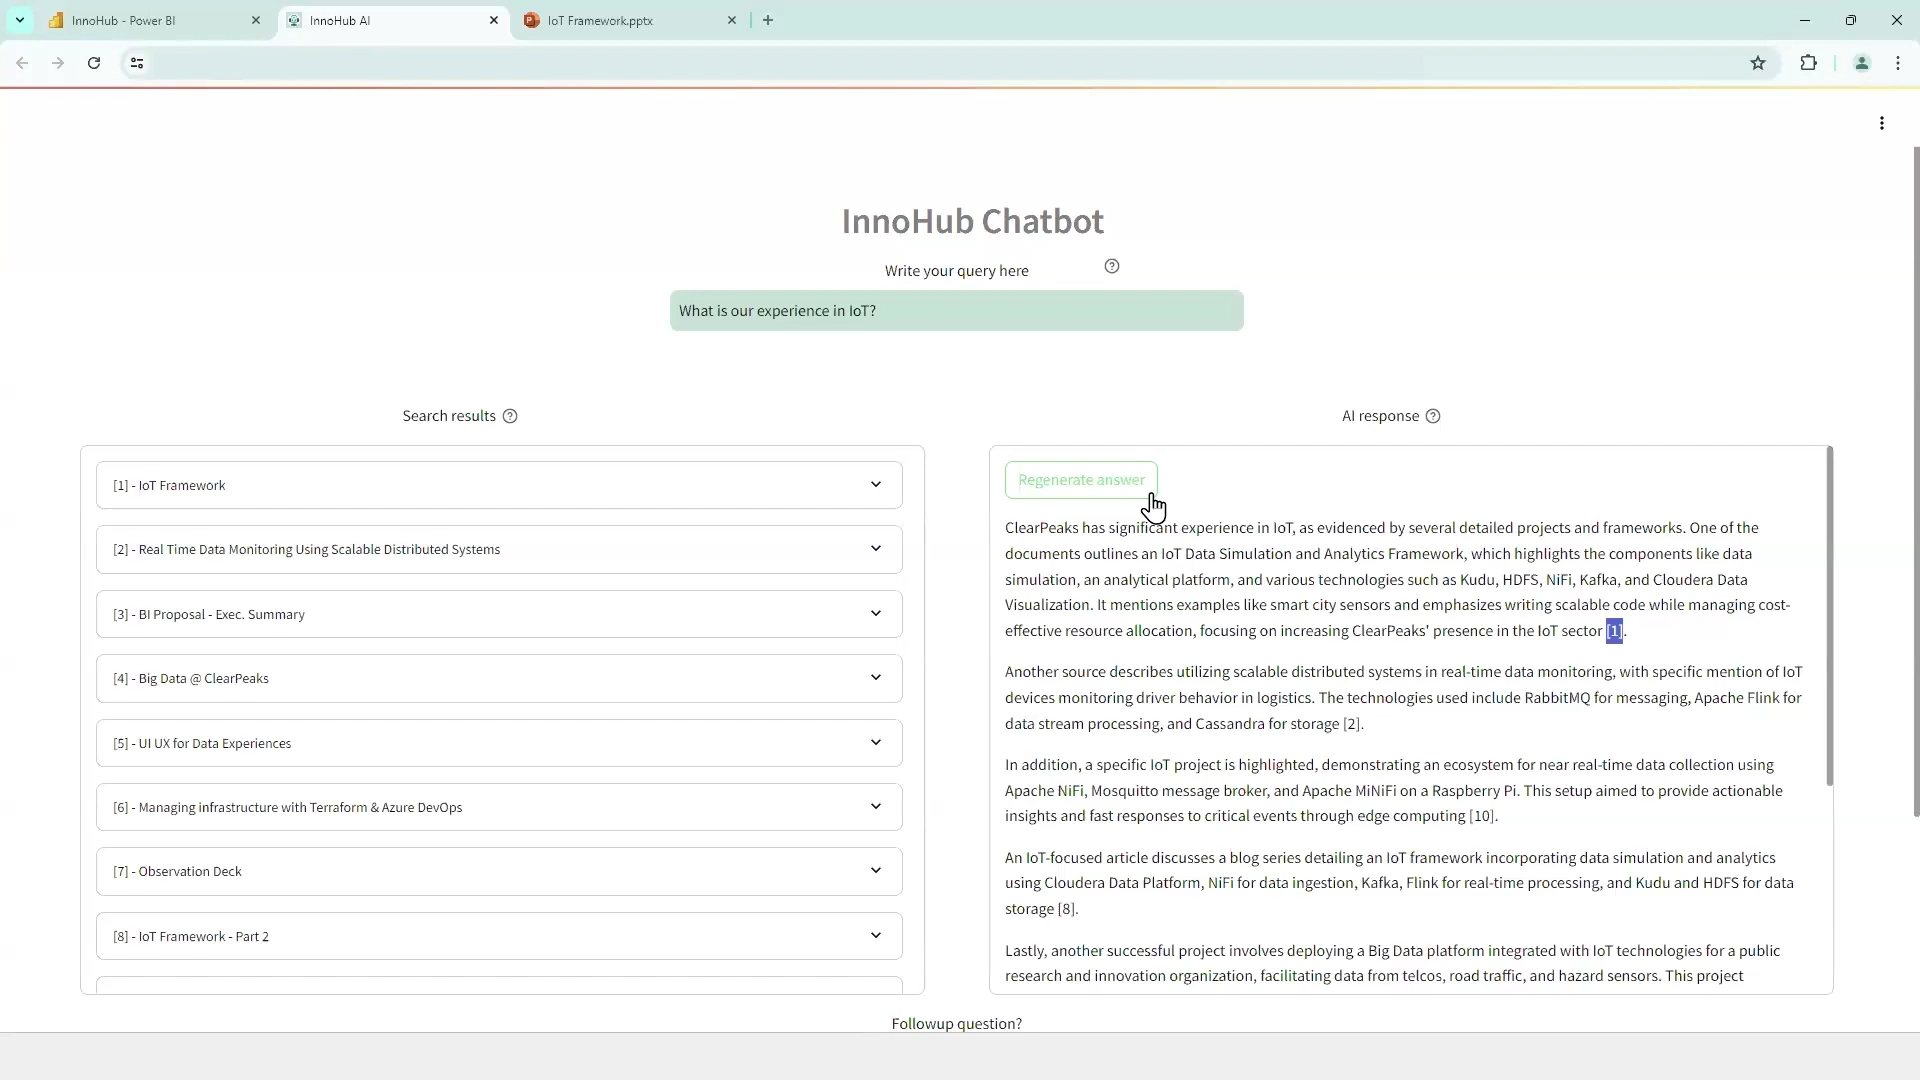 InnoHub - Power BI
InnoHub AI
IoT Framework.pptx
InnoHub Chatbot
Write your query here
What is our experience in IoT?
Search results
[1] - IoT Framework
[2] - Real Time Data Monitoring Using Scalable Distributed Systems
[3] - BI Proposal - Exec. Summary
[4] - Big Data @ ClearPeaks
[5] - UI UX for Data Experiences
[6] - Managing infrastructure with Terraform & Azure DevOps
[7] - Observation Deck
[8] - IoT Framework - Part 2
AI response
Regenerate answer
ClearPeaks has significant experience in IoT, as evidenced by several detailed projects and frameworks. One of the
documents outlines an IoT Data Simulation and Analytics Framework, which highlights the components like data
simulation, an analytical platform, and various technologies such as Kudu, HDFS, NiFi, Kafka, and Cloudera Data
Visualization. It mentions examples like smart city sensors and emphasizes writing scalable code while managing cost-
effective resource allocation, focusing on increasing ClearPeaks' presence in the IoT sector [1].
Another source describes utilizing scalable distributed systems in real-time data monitoring, with specific mention of IoT
devices monitoring driver behavior in logistics. The technologies used include RabbitMQ for messaging, Apache Flink for
data stream processing, and Cassandra for storage [2].
In addition, a specific IoT project is highlighted, demonstrating an ecosystem for near real-time data collection using
Apache NiFi, Mosquitto message broker, and Apache MiNiFi on a Raspberry Pi. This setup aimed to provide actionable
insights and fast responses to critical events through edge computing [10].
An IoT-focused article discusses a blog series detailing an IoT framework incorporating data simulation and analytics
using Cloudera Data Platform, NiFi for data ingestion, Kafka, Flink for real-time processing, and Kudu and HDFS for data
storage [8].
Lastly, another successful project involves deploying a Big Data platform integrated with IoT technologies for a public
research and innovation organization, facilitating data from telcos, road traffic, and hazard sensors. This project
Followup question?